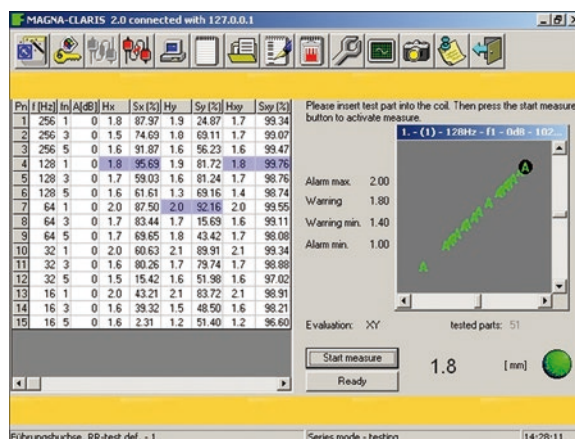 MAGNA-CLARIS 2.0 connected with 127.0.0.1
Pn f [Hz] fn A[dB] Hx Sx (%) Hy Sy (%) Hxy Sxy (%)
1 256 1 0 1.8 87.97 1.9 24.87 1.7 99.34
2 256 3 0 1.5 74.69 1.8 69.11 1.7 99.07
3 256 5 0 1.6 91.87 1.6 56.23 1.6 99.47
4 128 1 0 1.8 95.69 1.9 81.72 1.8 99.76
5 128 3 0 1.7 59.03 1.6 81.24 1.7 98.76
6 128 5 0 1.6 61.61 1.3 69.16 1.4 98.74
7 64 1 0 2.0 87.50 2.0 92.16 2.0 99.55
8 64 3 0 1.7 83.44 1.7 15.69 1.6 99.11
9 64 5 0 1.7 69.65 1.8 43.42 1.7 98.08
10 32 1 0 2.0 60.63 2.1 89.91 2.1 99.34
11 32 3 0 1.6 80.26 1.7 79.74 1.7 98.88
12 32 5 0 1.5 15.42 1.6 51.98 1.6 97.02
13 16 1 0 2.0 43.21 2.1 83.72 2.1 98.91
14 16 3 0 1.6 39.32 1.5 48.50 1.6 98.21
15 16 5 0 1.6 2.31 1.2 51.40 1.2 96.60
Please insert test part into the coil. Then press the start measure
button to activate measure.
1. - (1) - 128Hz - f1 - 0dB - 102...
A
A
Alarm max. 2.00
Warning 1.80
Warning min. 1.40
Alarm min. 1.00
Evaluation: XY tested parts: 51
Start measure
Ready
1.8 [mm]
Führungsbuchse RR-test def. - 1 Series mode - testing 14:28:11